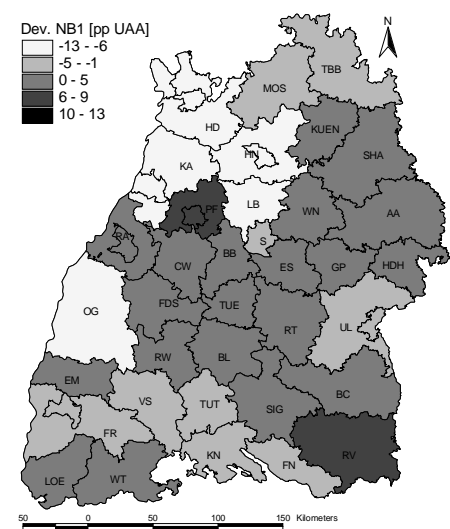 Dev. NB1 [pp UAA]
-13 - -6
-5 - -1
0 - 5
6 - 9
10 - 13
N
TBB
MOS
HD
KUEN
HN
KA
SHA
PF
LB
WN
AA
RA
S
BB
CW
ES
GP
HDH
OG
FDS
TUE
RT
UL
RW
BL
EM
VS
TUT
SIG
BC
FR
KN
FN
RV
LOE
WT
50 0 50 100 150 Kilometers